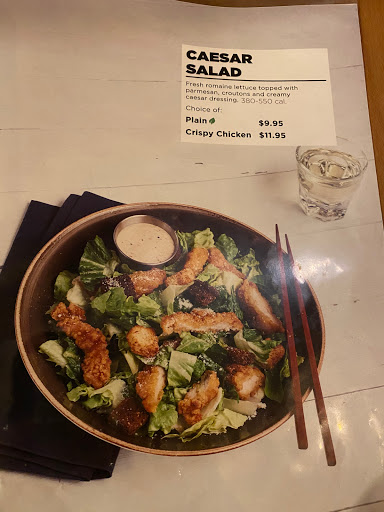 CAESAR
SALAD
Fresh romaine lettuce topped with
parmesan, croutons and creamy
caesar dressing. 380-550 cal.
Choice of:
Plain $9.95
Crispy Chicken $11.95